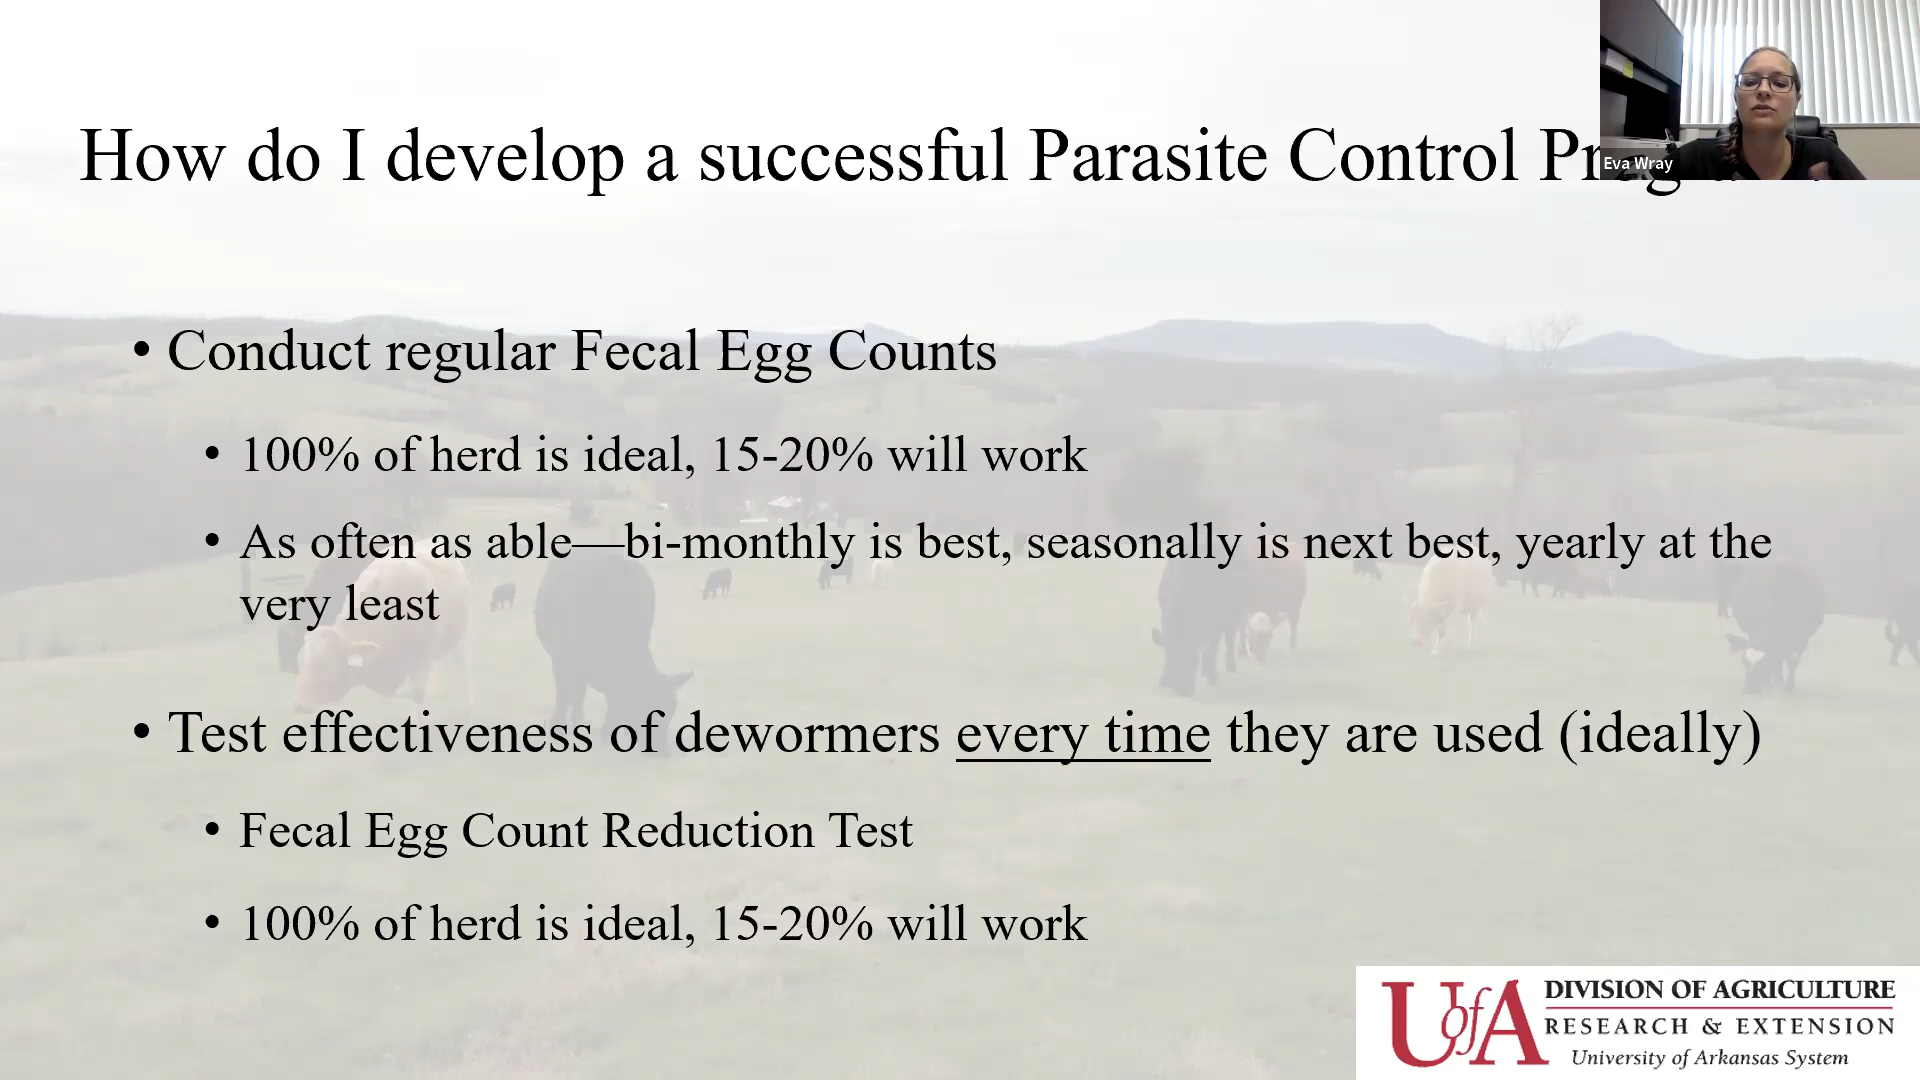 How do I develop a successful Parasite Control
Eva Wray
• Conduct regular Fecal Egg Counts
• 100% of herd is ideal, 15-20% will work
• As often as able—bi-monthly is best, seasonally is next best, yearly at the
very least
• Test effectiveness of dewormers every time they are used (ideally)
• Fecal Egg Count Reduction Test
• 100% of herd is ideal, 15-20% will work
UofA
DIVISION OF AGRICULTURE
RESEARCH & EXTENSION
University of Arkansas System